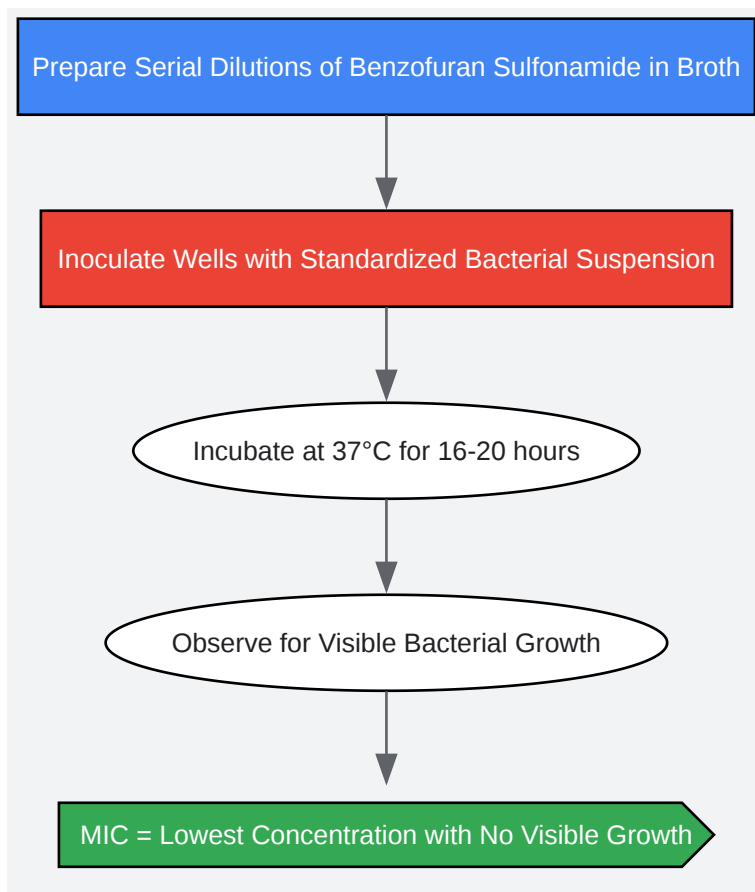 Prepare Serial Dilutions of Benzofuran Sulfonamide in Broth
Inoculate Wells with Standardized Bacterial Suspension
Incubate at 37°C for 16-20 hours
Observe for Visible Bacterial Growth
MIC = Lowest Concentration with No Visible Growth